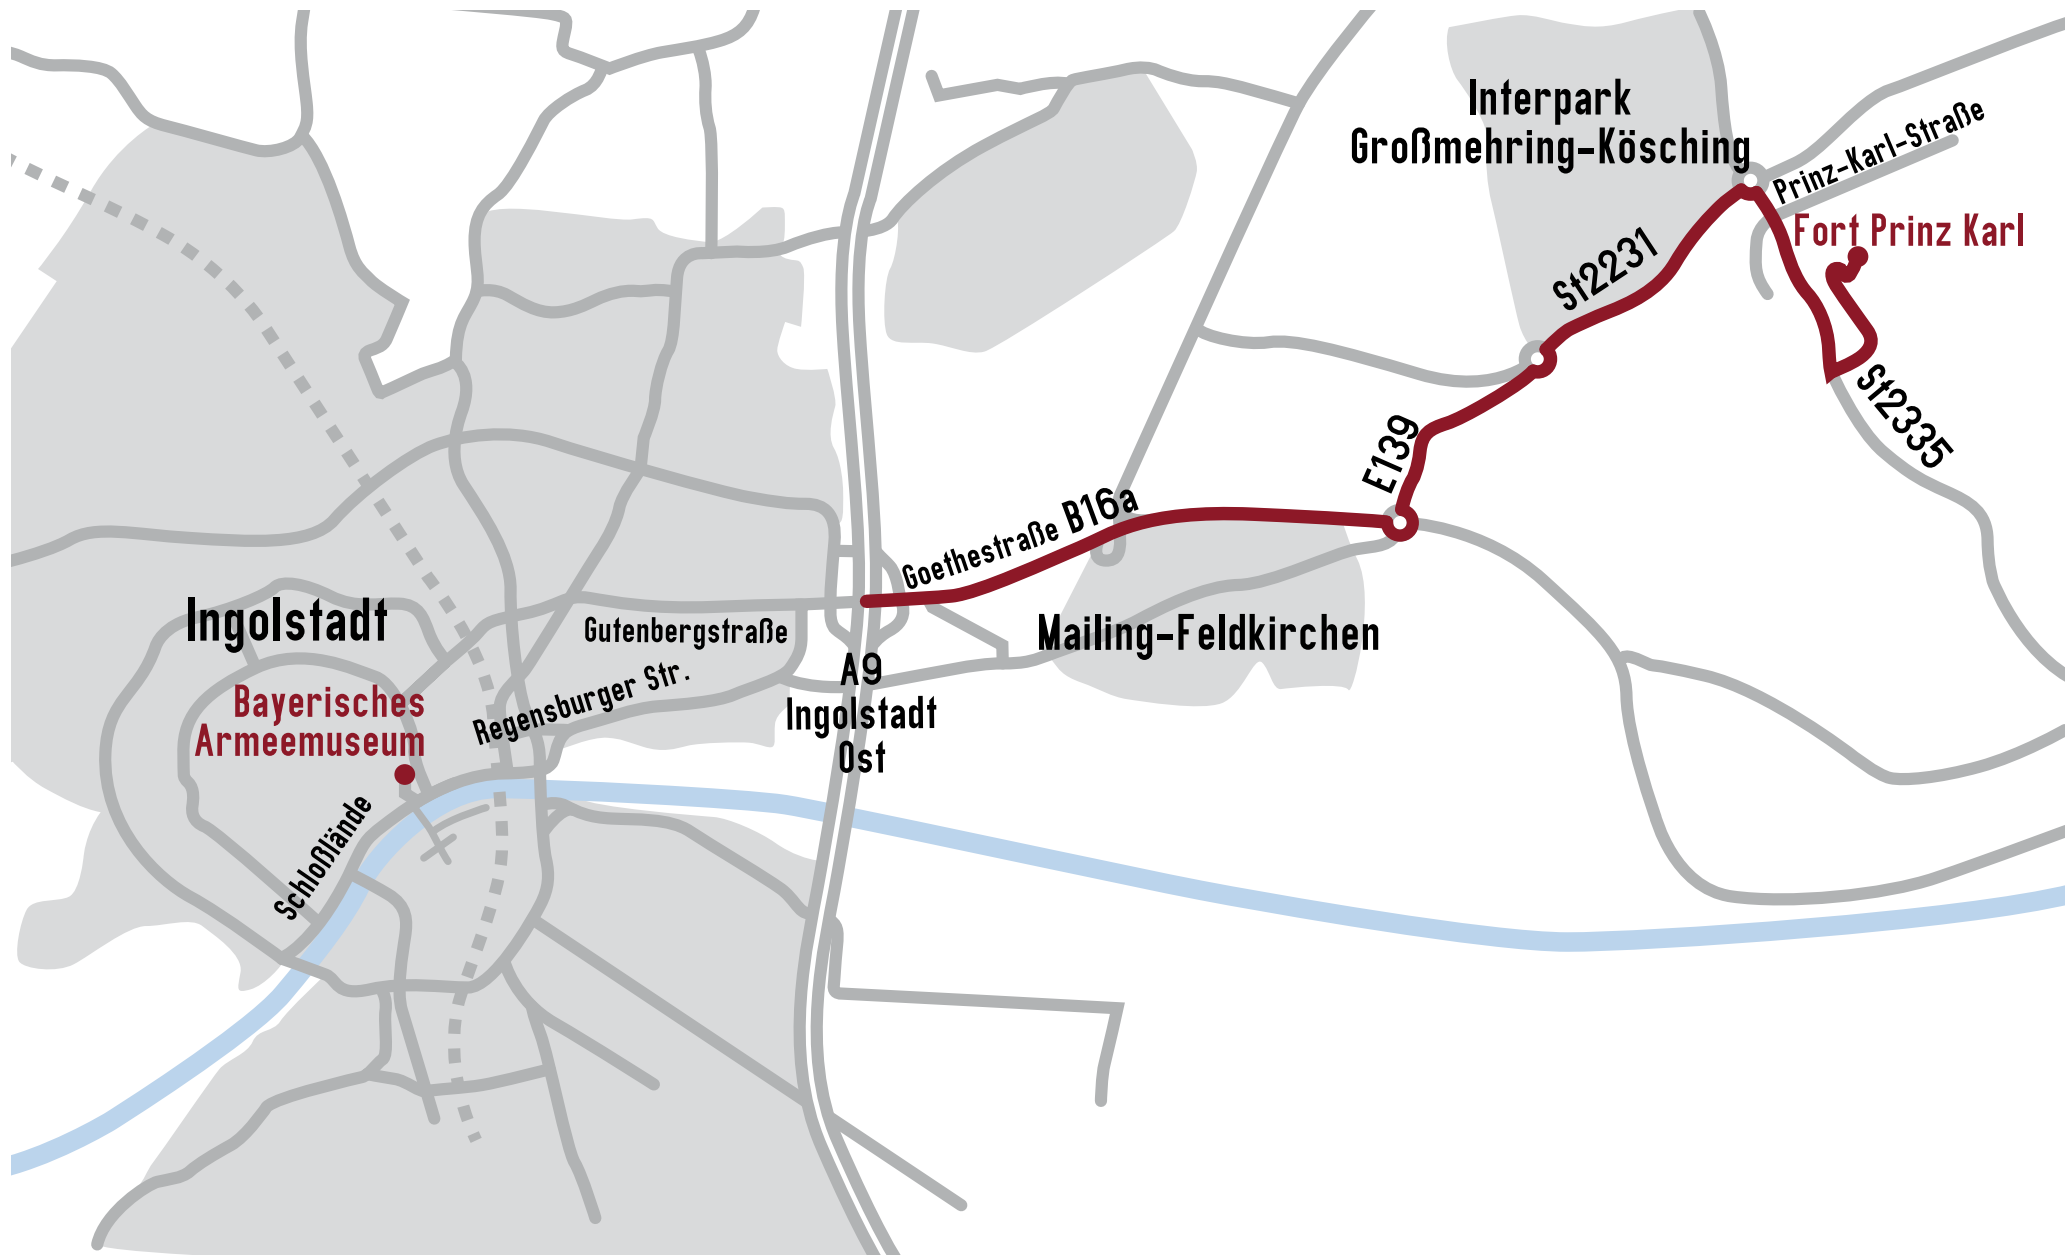 Interpark
Großmehring-Kösching
Prinz-Karl-Straße
Fort Prinz Karl
St2231
St2335
E139
Goethestraße B16a
Ingolstadt
Gutenbergstraße
Mailing-Feldkirchen
Regensburger Str.
A9
Ingolstadt
Ost
Bayerisches
Armeemuseum
Schloßlände